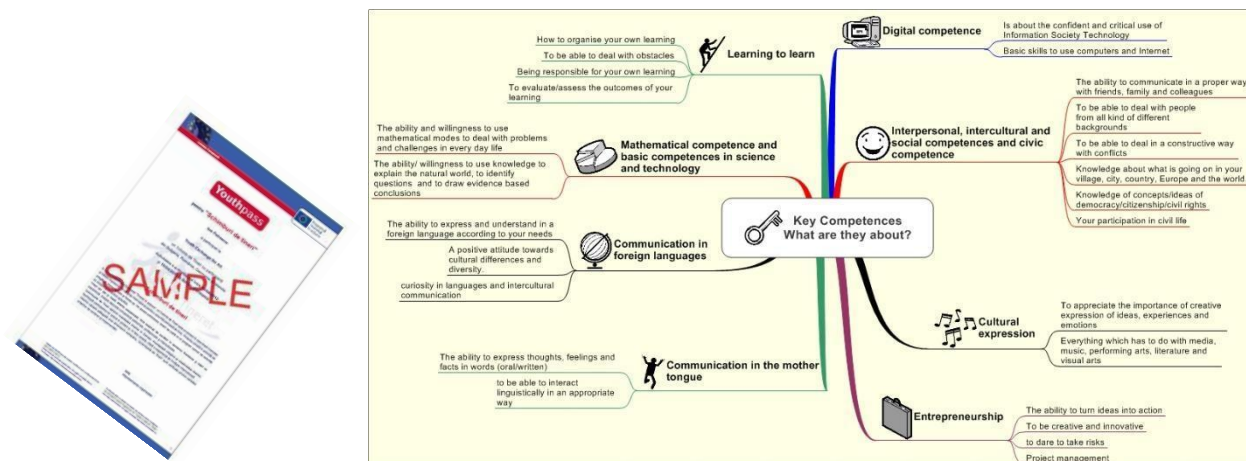 Youthpass
"Schimburi de tineri"
SAMPLE
Key Competences
What are they about?
Learning to learn
How to organise your own learning
To be able to deal with obstacles
Being responsible for your own learning
To evaluate/assess the outcomes of your
learning
Mathematical competence and
basic competences in science
and technology
The ability and willingness to use
mathematical modes to deal with problems
and challenges in every day life
The ability/ willingness to use knowledge to
explain the natural world, to identify
questions and to draw evidence based
conclusions
Communication in
foreign languages
The ability to express and understand in a
foreign language according to your needs
A positive attitude towards
cultural differences and
diversity.
curiosity in languages and intercultural
communication
Communication in the mother
tongue
The ability to express thoughts, feelings and
facts in words (oral/written)
to be able to interact
linguistically in an appropriate
way
Digital competence
Is about the confident and critical use of
Information Society Technology
Basic skills to use computers and Internet
Interpersonal, intercultural and
social competences and civic
competence
The ability to communicate in a proper way
with friends, family and colleagues
To be able to deal with people
from all kind of different
backgrounds
To be able to deal in a constructive way
with conflicts
Knowledge about what is going on in your
village, city, country, Europe and the world.
Knowledge of concepts/ideas of
democracy/citizenship/civil rights
Your participation in civil life
Cultural
expression
To appreciate the importance of creative
expression of ideas, experiences and
emotions
Everything which has to do with media,
music, performing arts, literature and
visual arts
Entrepreneurship
The ability to turn ideas into action
To be creative and innovative
to dare to take risks
Project management